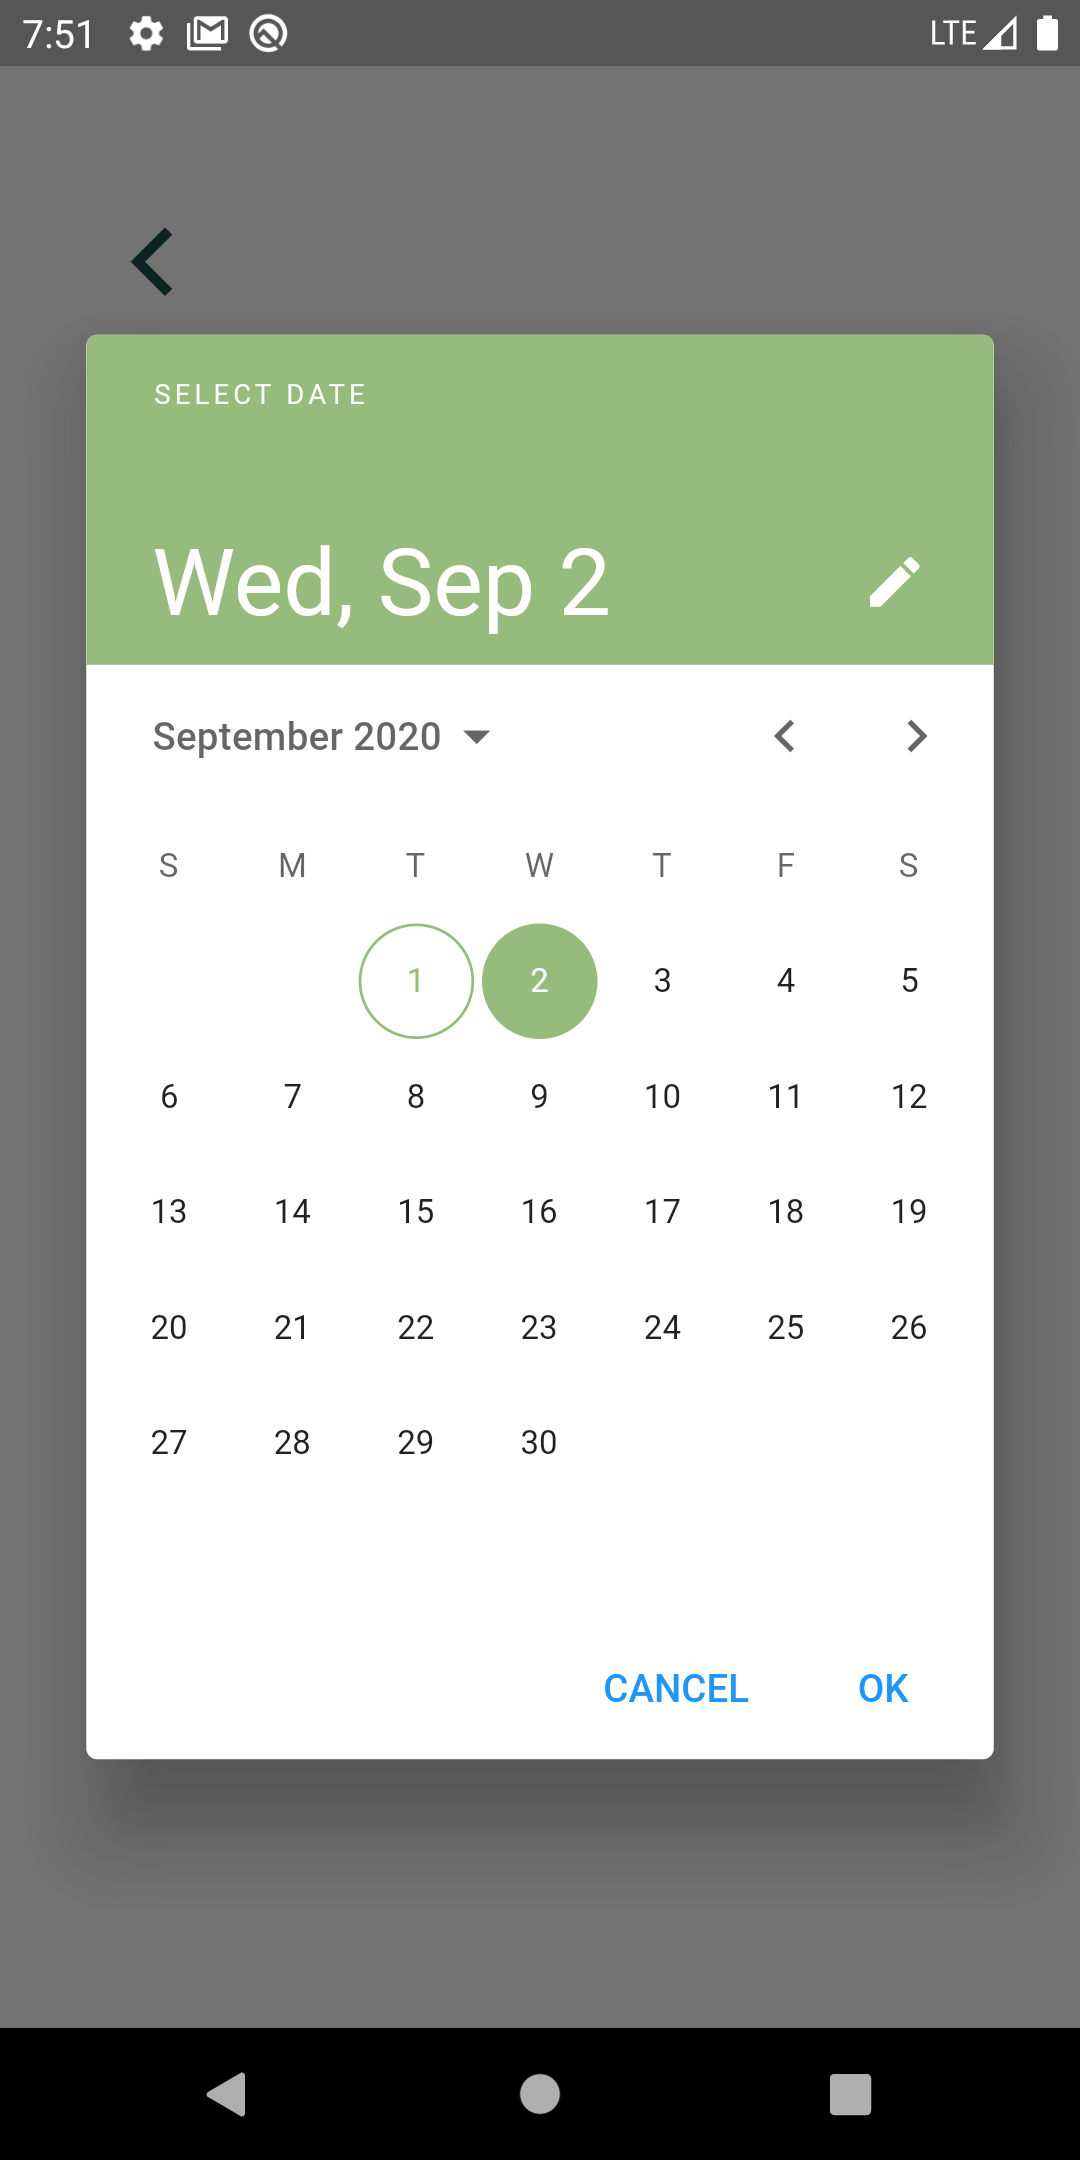 7:51 LTE
SELECT DATE
Wed, Sep 2
September 2020
S M T W T F S
1 2 3 4 5
6 7 8 9 10 11 12
13 14 15 16 17 18 19
20 21 22 23 24 25 26
27 28 29 30
CANCEL OK